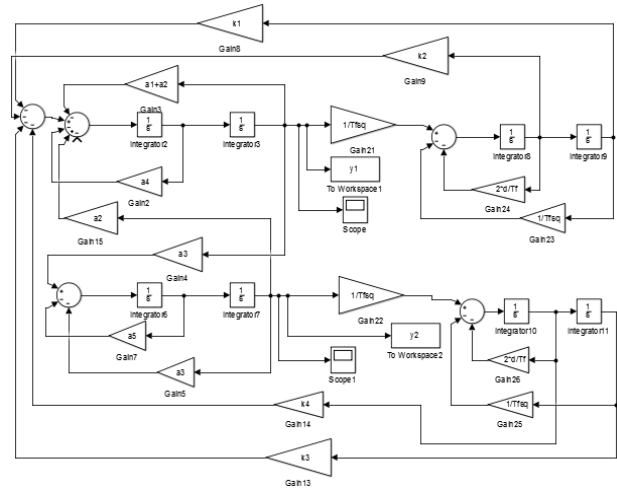 k1
Gain8
k2
Gain9
a1+a2
Gain3
1
s
Integrator2
1
s
Integrator3
1/Tfsq
Gain21
1
s
Integrator8
1
s
Integrator9
a4
Gain2
y1
To Workspace1
2*d/Tf
Gain24
a2
Gain15
Scope
1/Tfsq
Gain23
a3
Gain4
1
s
Integrator6
1
s
Integrator7
1/Tfsq
Gain22
1
s
Integrator10
1
s
Integrator11
a5
Gain7
y2
To Workspace2
2*d/Tf
Gain26
a3
Gain5
Scope1
1/Tfsq
Gain25
k4
Gain14
k3
Gain13